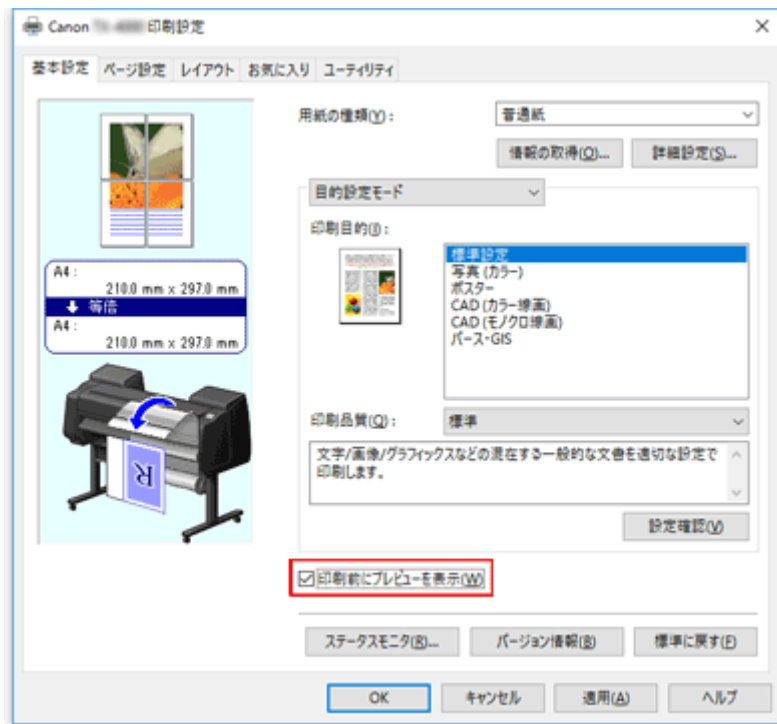 Canon 印刷設定
基本設定 ページ設定 レイアウト お気に入り ユーティリティ
用紙の種類(Y): 普通紙
情報の取得(O)... 詳細設定(S)...
目的設定モード
印刷目的(I):
標準設定
写真 (カラー)
ポスター
CAD (カラー線画)
CAD (モノクロ線画)
パース・GIS
A4 :
210.0 mm x 297.0 mm
等倍
A4 :
210.0 mm x 297.0 mm
R
印刷品質(Q): 標準
文字/画像/グラフィックスなどの混在する一般的な文書を適切な設定で
印刷します。
設定確認(V)
印刷前にプレビューを表示(W)
ステータスモニタ(R)... バージョン情報(B) 標準に戻す(F)
OK キャンセル 適用(A) ヘルプ